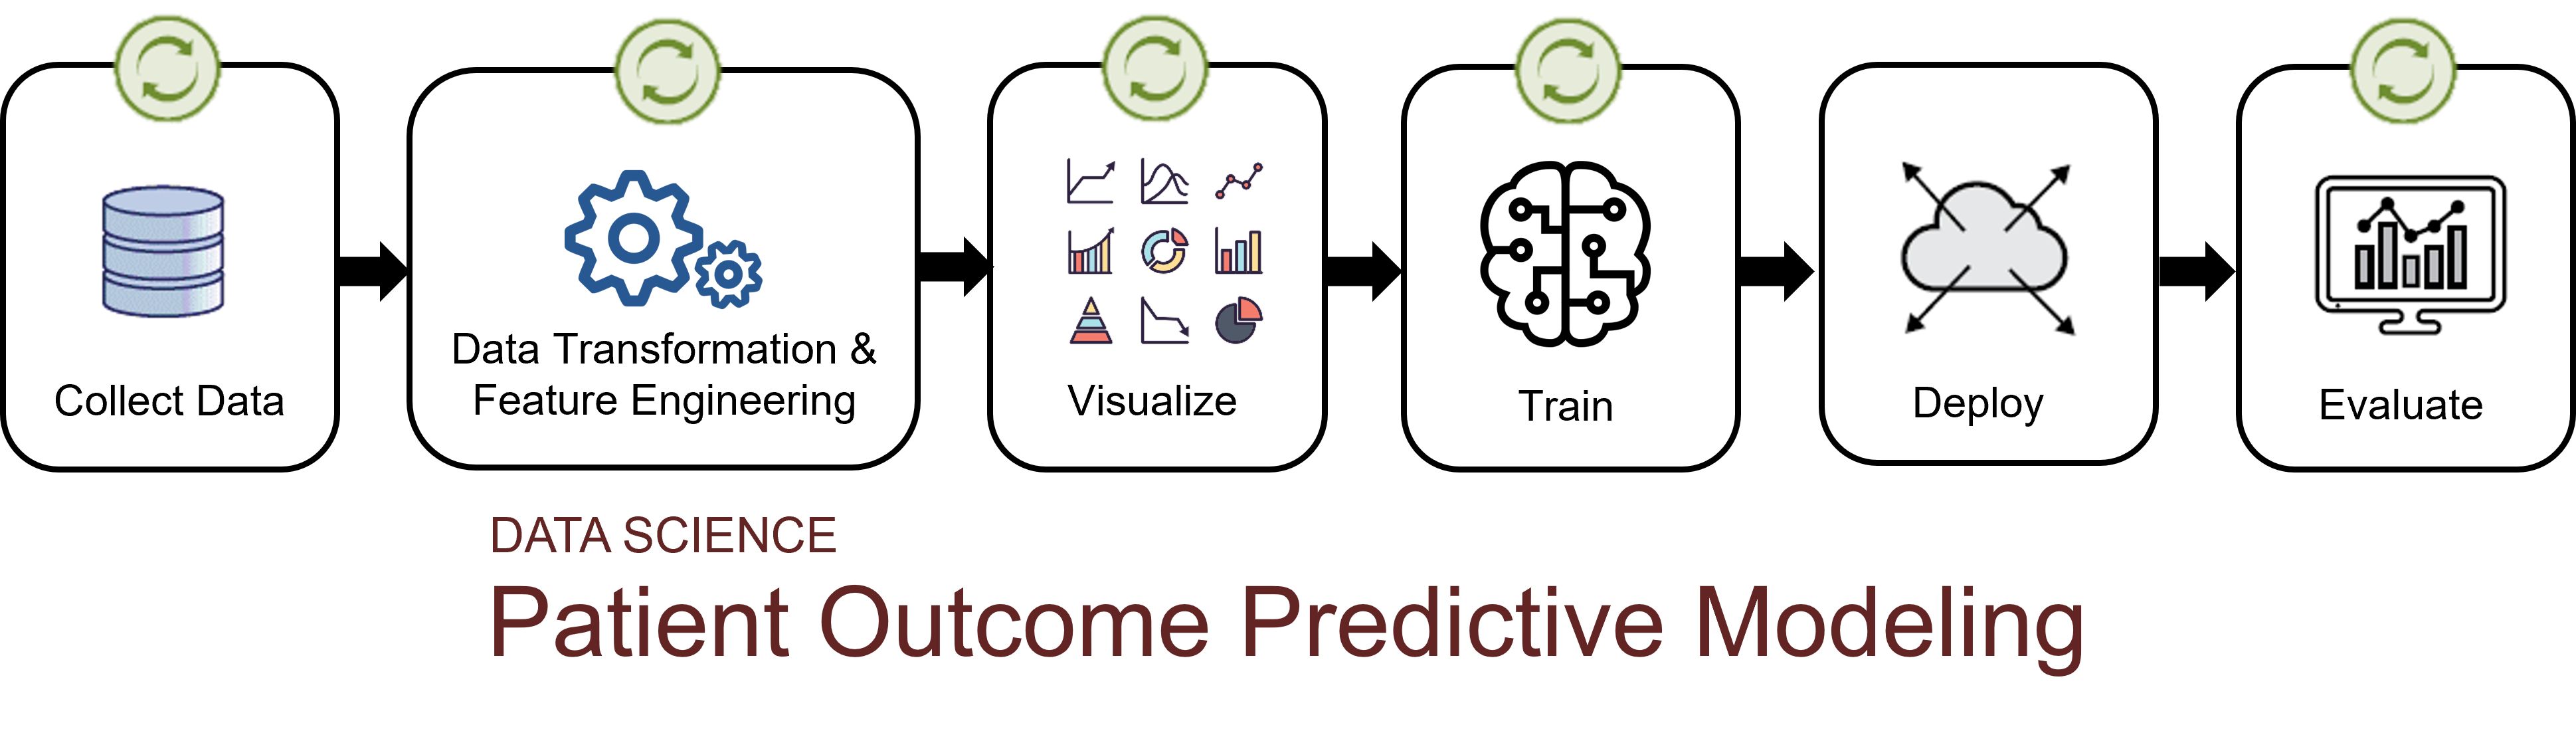 Collect Data
Data Transformation &
Feature Engineering
Visualize
Train
Deploy
Evaluate
DATA SCIENCE
Patient Outcome Predictive Modeling